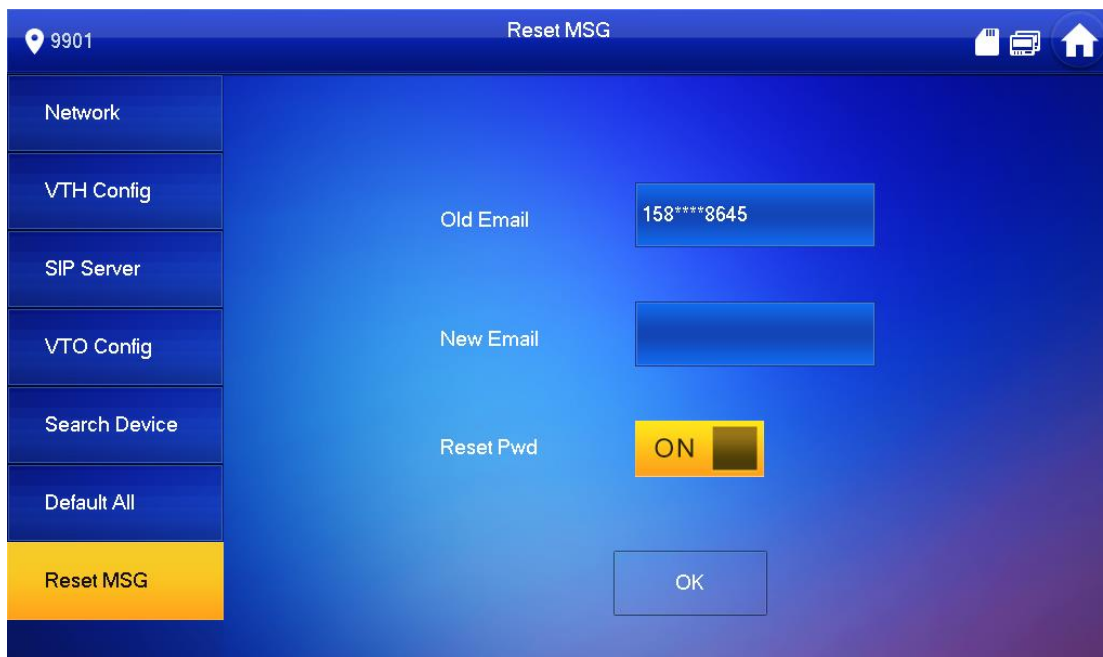 9901
Reset MSG
Network
VTH Config
SIP Server
VTO Config
Search Device
Default All
Reset MSG
Old Email
158****8645
New Email
Reset Pwd
ON
OK